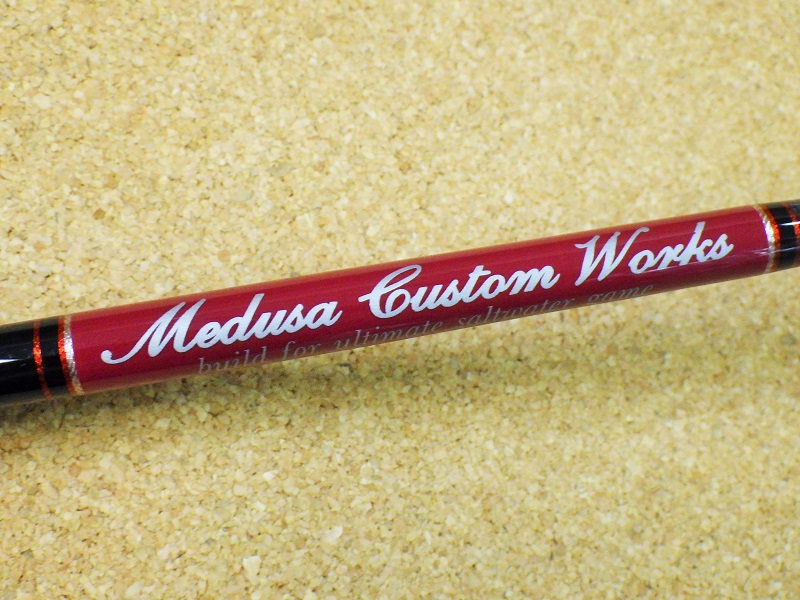 Medusa Custom Works
build for ultimate saltwater game